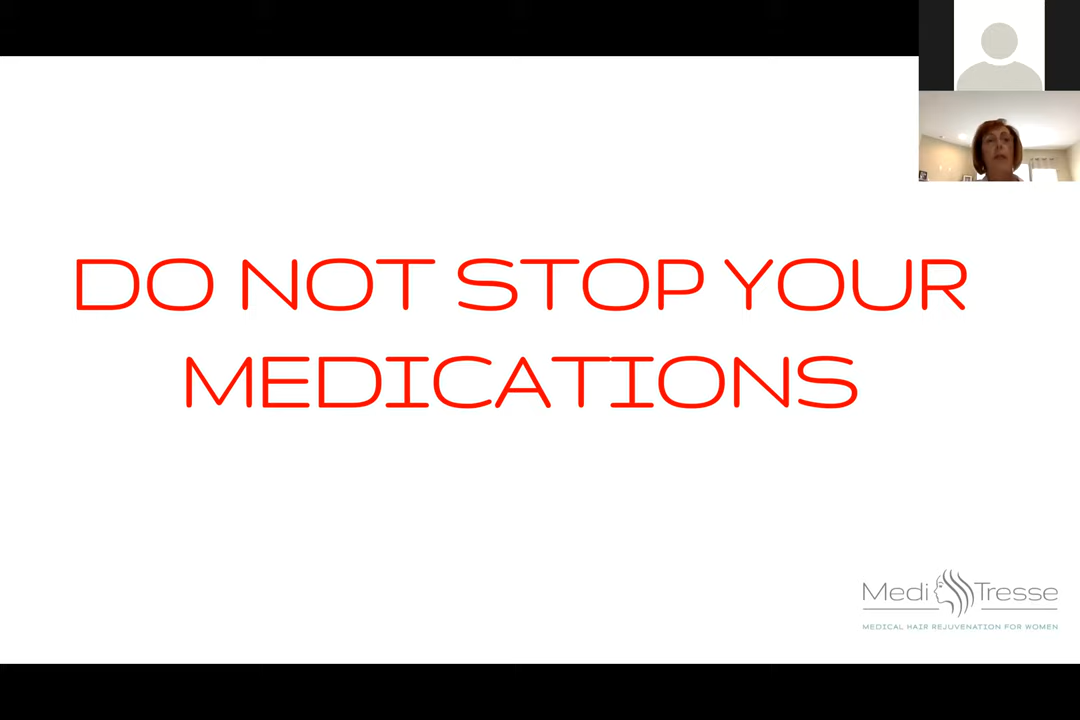 DO NOT STOP YOUR
MEDICATIONS
Medi Tresse
MEDICAL HAIR REJUVENATION FOR WOMEN